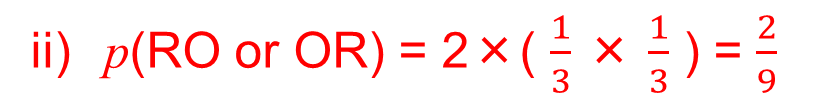 ii) p(RO or OR) = 2 × ( 1/3 × 1/3 ) = 2/9